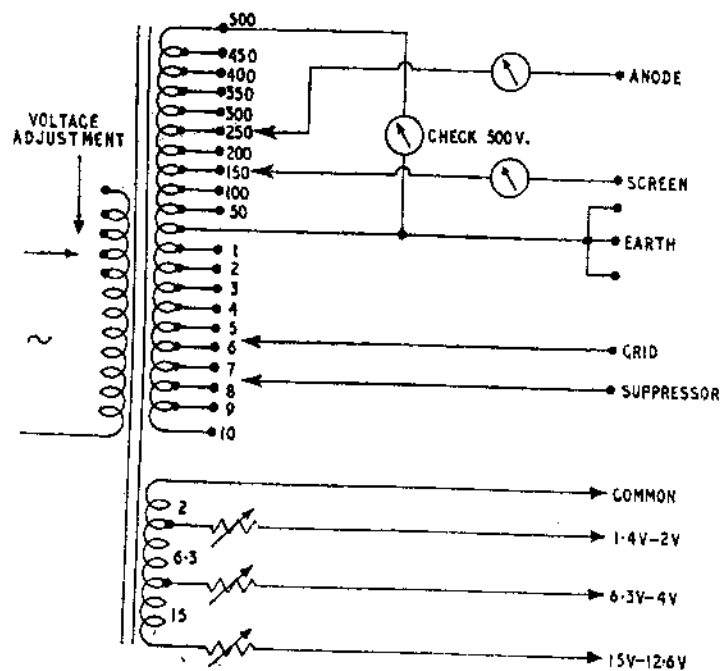 500
450
400
350
300
250
200
150
100
50
VOLTAGE
ADJUSTMENT
ANODE
CHECK 500V.
SCREEN
EARTH
1
2
3
4
5
6
7
8
9
10
GRID
SUPPRESSOR
~
2
6·3
15
COMMON
1·4V–2V
6·3V–4V
15V–12·6V